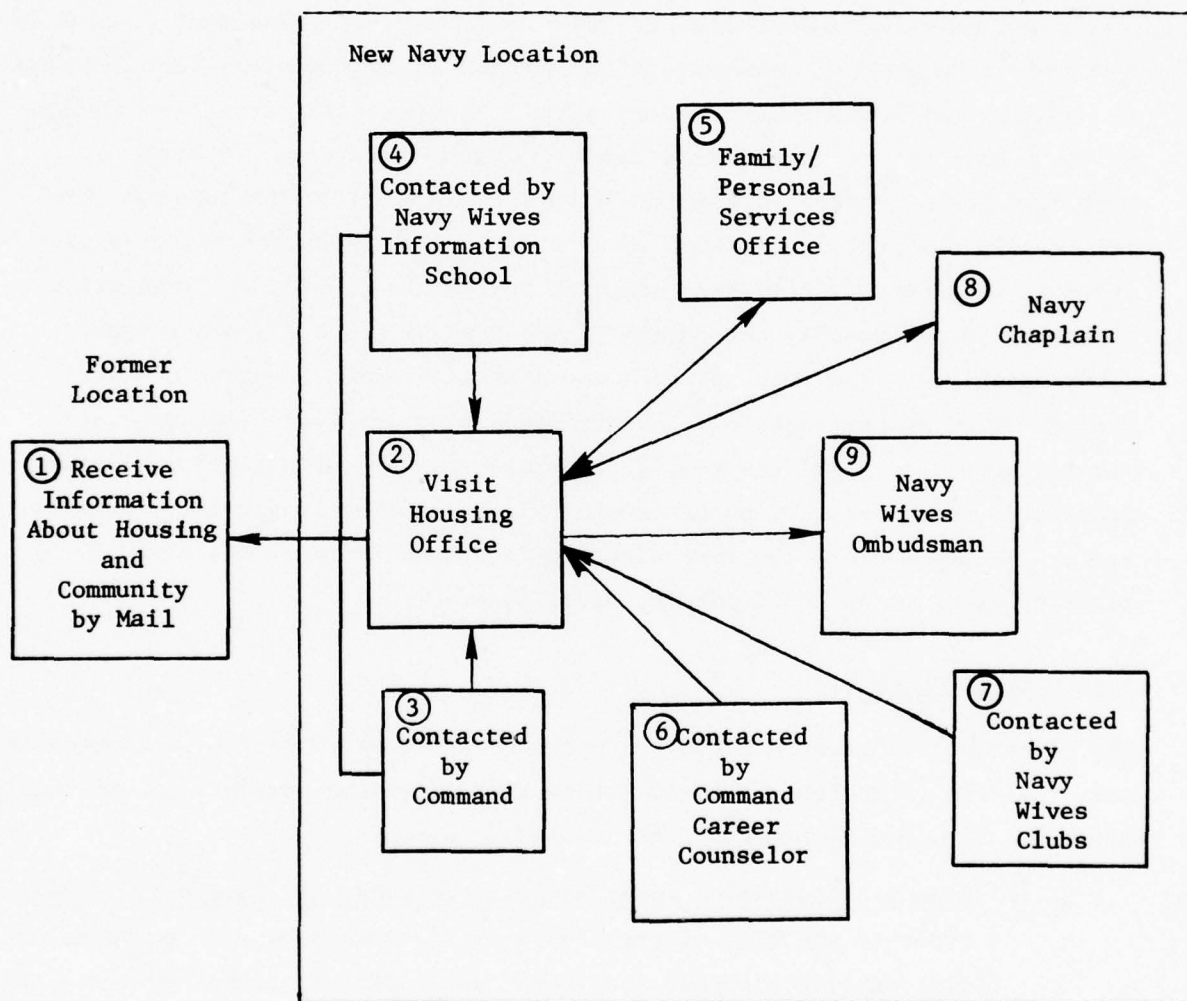 New Navy Location
4
Contacted by
Navy Wives
Information
School
5
Family/
Personal
Services
Office
8
Navy
Chaplain
Former
Location
1 Receive
Information
About Housing
and
Community
by Mail
2
Visit
Housing
Office
9
Navy
Wives
Ombudsman
3
Contacted
by
Command
6 Contacted
by
Command
Career
Counselor
7
Contacted
by
Navy
Wives
Clubs